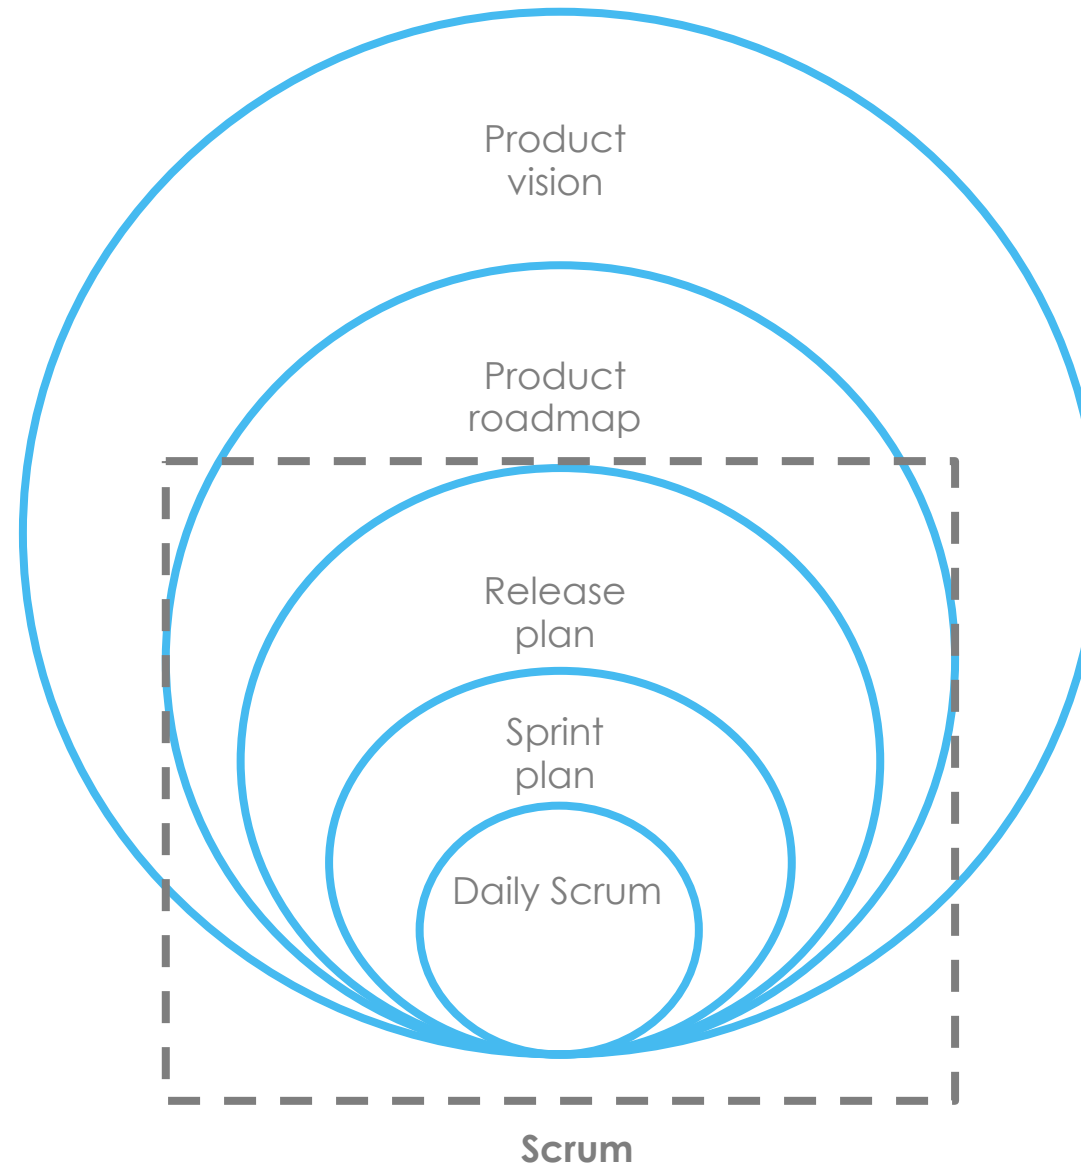 Product
vision
Product
roadmap
Release
plan
Sprint
plan
Daily Scrum
Scrum